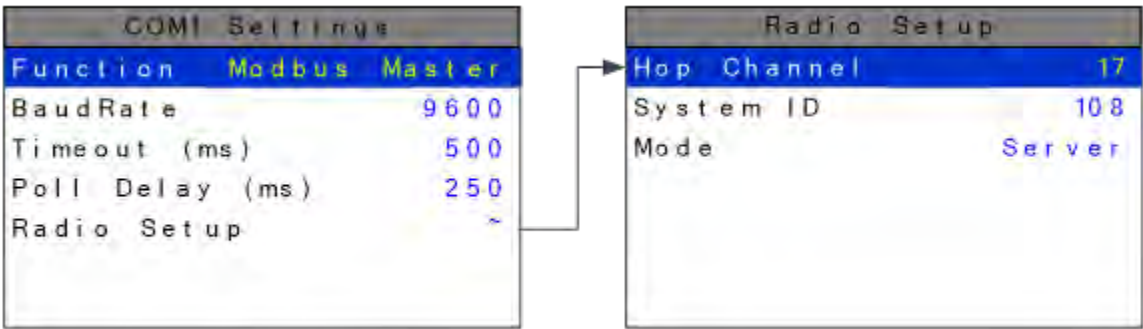 COM1 Settings
Function Modbus Master
BaudRate 9600
Timeout (ms) 500
Poll Delay (ms) 250
Radio Setup ~
Radio Setup
Hop Channel 17
System ID 108
Mode Server